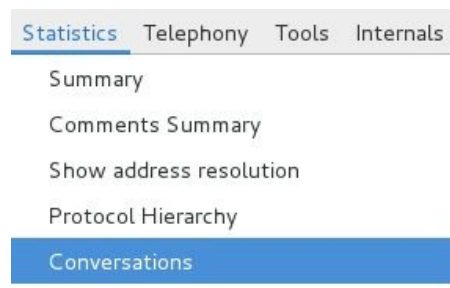 Statistics Telephony Tools Internals
Summary
Comments Summary
Show address resolution
Protocol Hierarchy
Conversations